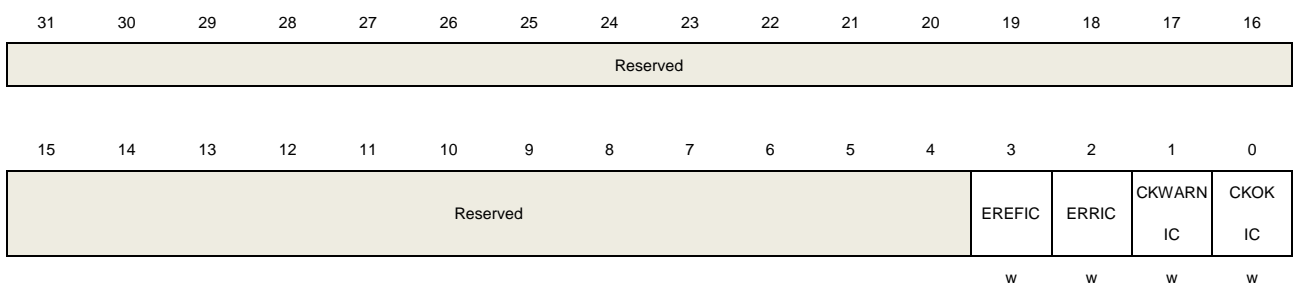 31 30 29 28 27 26 25 24 23 22 21 20 19 18 17 16
Reserved
15 14 13 12 11 10 9 8 7 6 5 4 3 2 1 0
Reserved EREFIC ERRIC CKWARN IC CKOK IC
w w w w